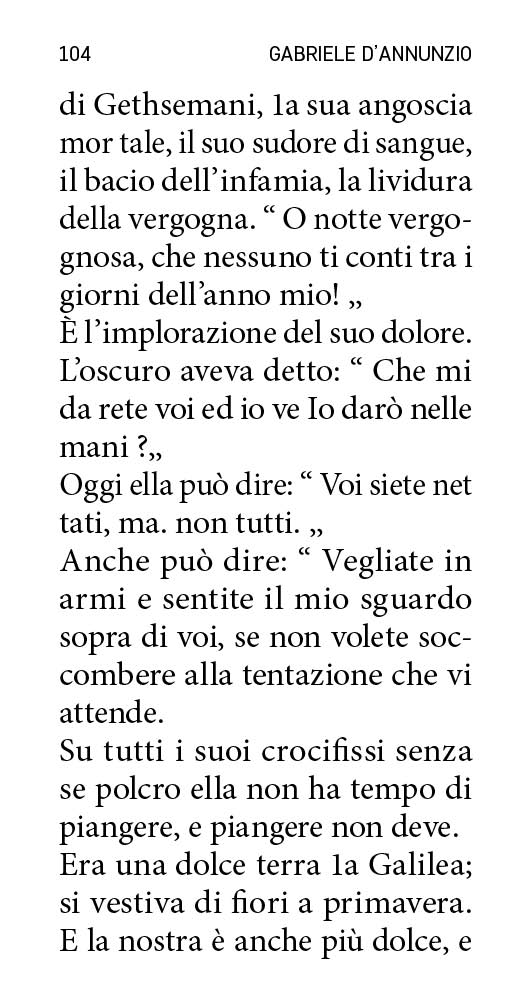 104 GABRIELE D’ANNUNZIO
di Gethsemani, 1a sua angoscia
mor tale, il suo sudore di sangue,
il bacio dell’infamia, la lividura
della vergogna. “ O notte vergo-
gnosa, che nessuno ti conti tra i
giorni dell’anno mio! „
È l’implorazione del suo dolore.
L’oscuro aveva detto: “ Che mi
da rete voi ed io ve Io darò nelle
mani ?„
Oggi ella può dire: “ Voi siete net
tati, ma. non tutti. „
Anche può dire: “ Vegliate in
armi e sentite il mio sguardo
sopra di voi, se non volete soc-
combere alla tentazione che vi
attende.
Su tutti i suoi crocifissi senza
se polcro ella non ha tempo di
piangere, e piangere non deve.
Era una dolce terra 1a Galilea;
si vestiva di fiori a primavera.
E la nostra è anche più dolce, e